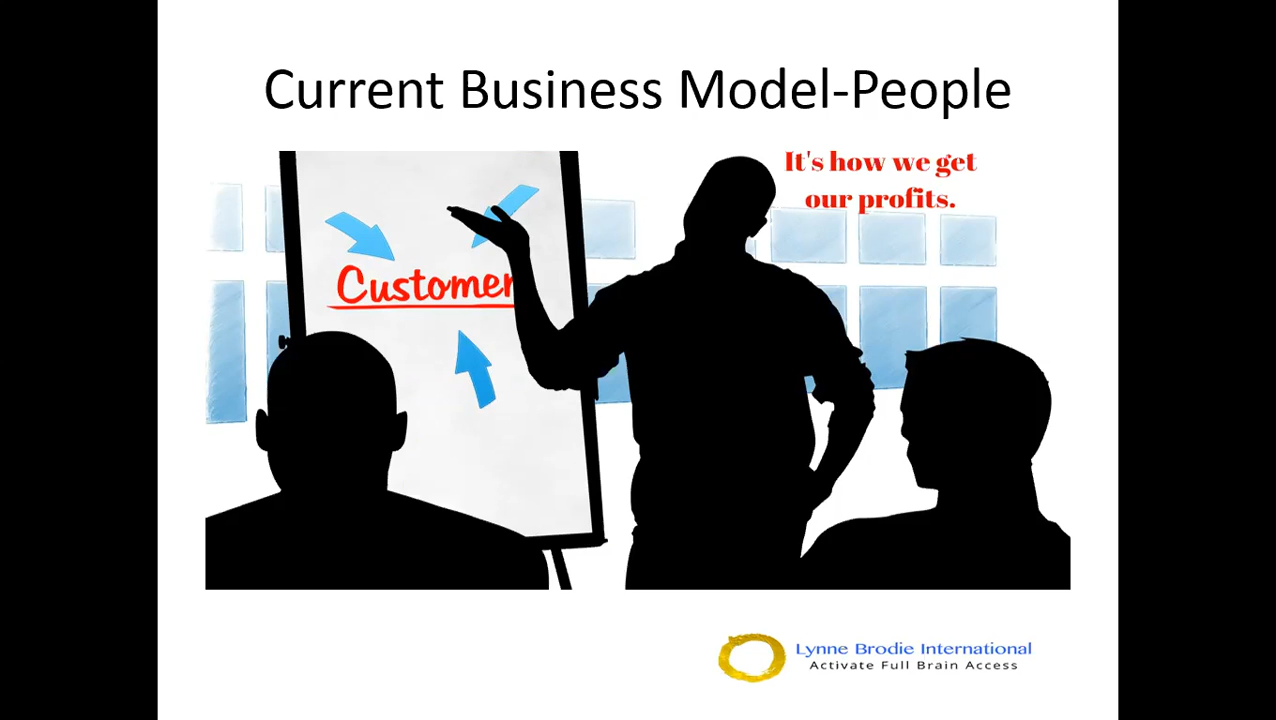 Current Business Model-People
It's how we get
our profits.
Customer
Lynne Brodie International
Activate Full Brain Access